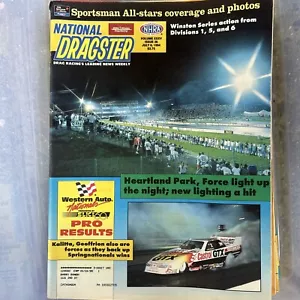 Sportsman All-stars coverage and photos
NATIONAL
DRAGSTER
DRAG RACING'S LEADING NEWS WEEKLY
NHRA
Winston Series action from
Divisions 1, 5, and 6
Heartland Park, Force light up
the night; new lighting a hit
Western Auto
Nationals
PRO
RESULTS
Kalitta, Geoffrion also are
forces as they back up
Springnationals wins